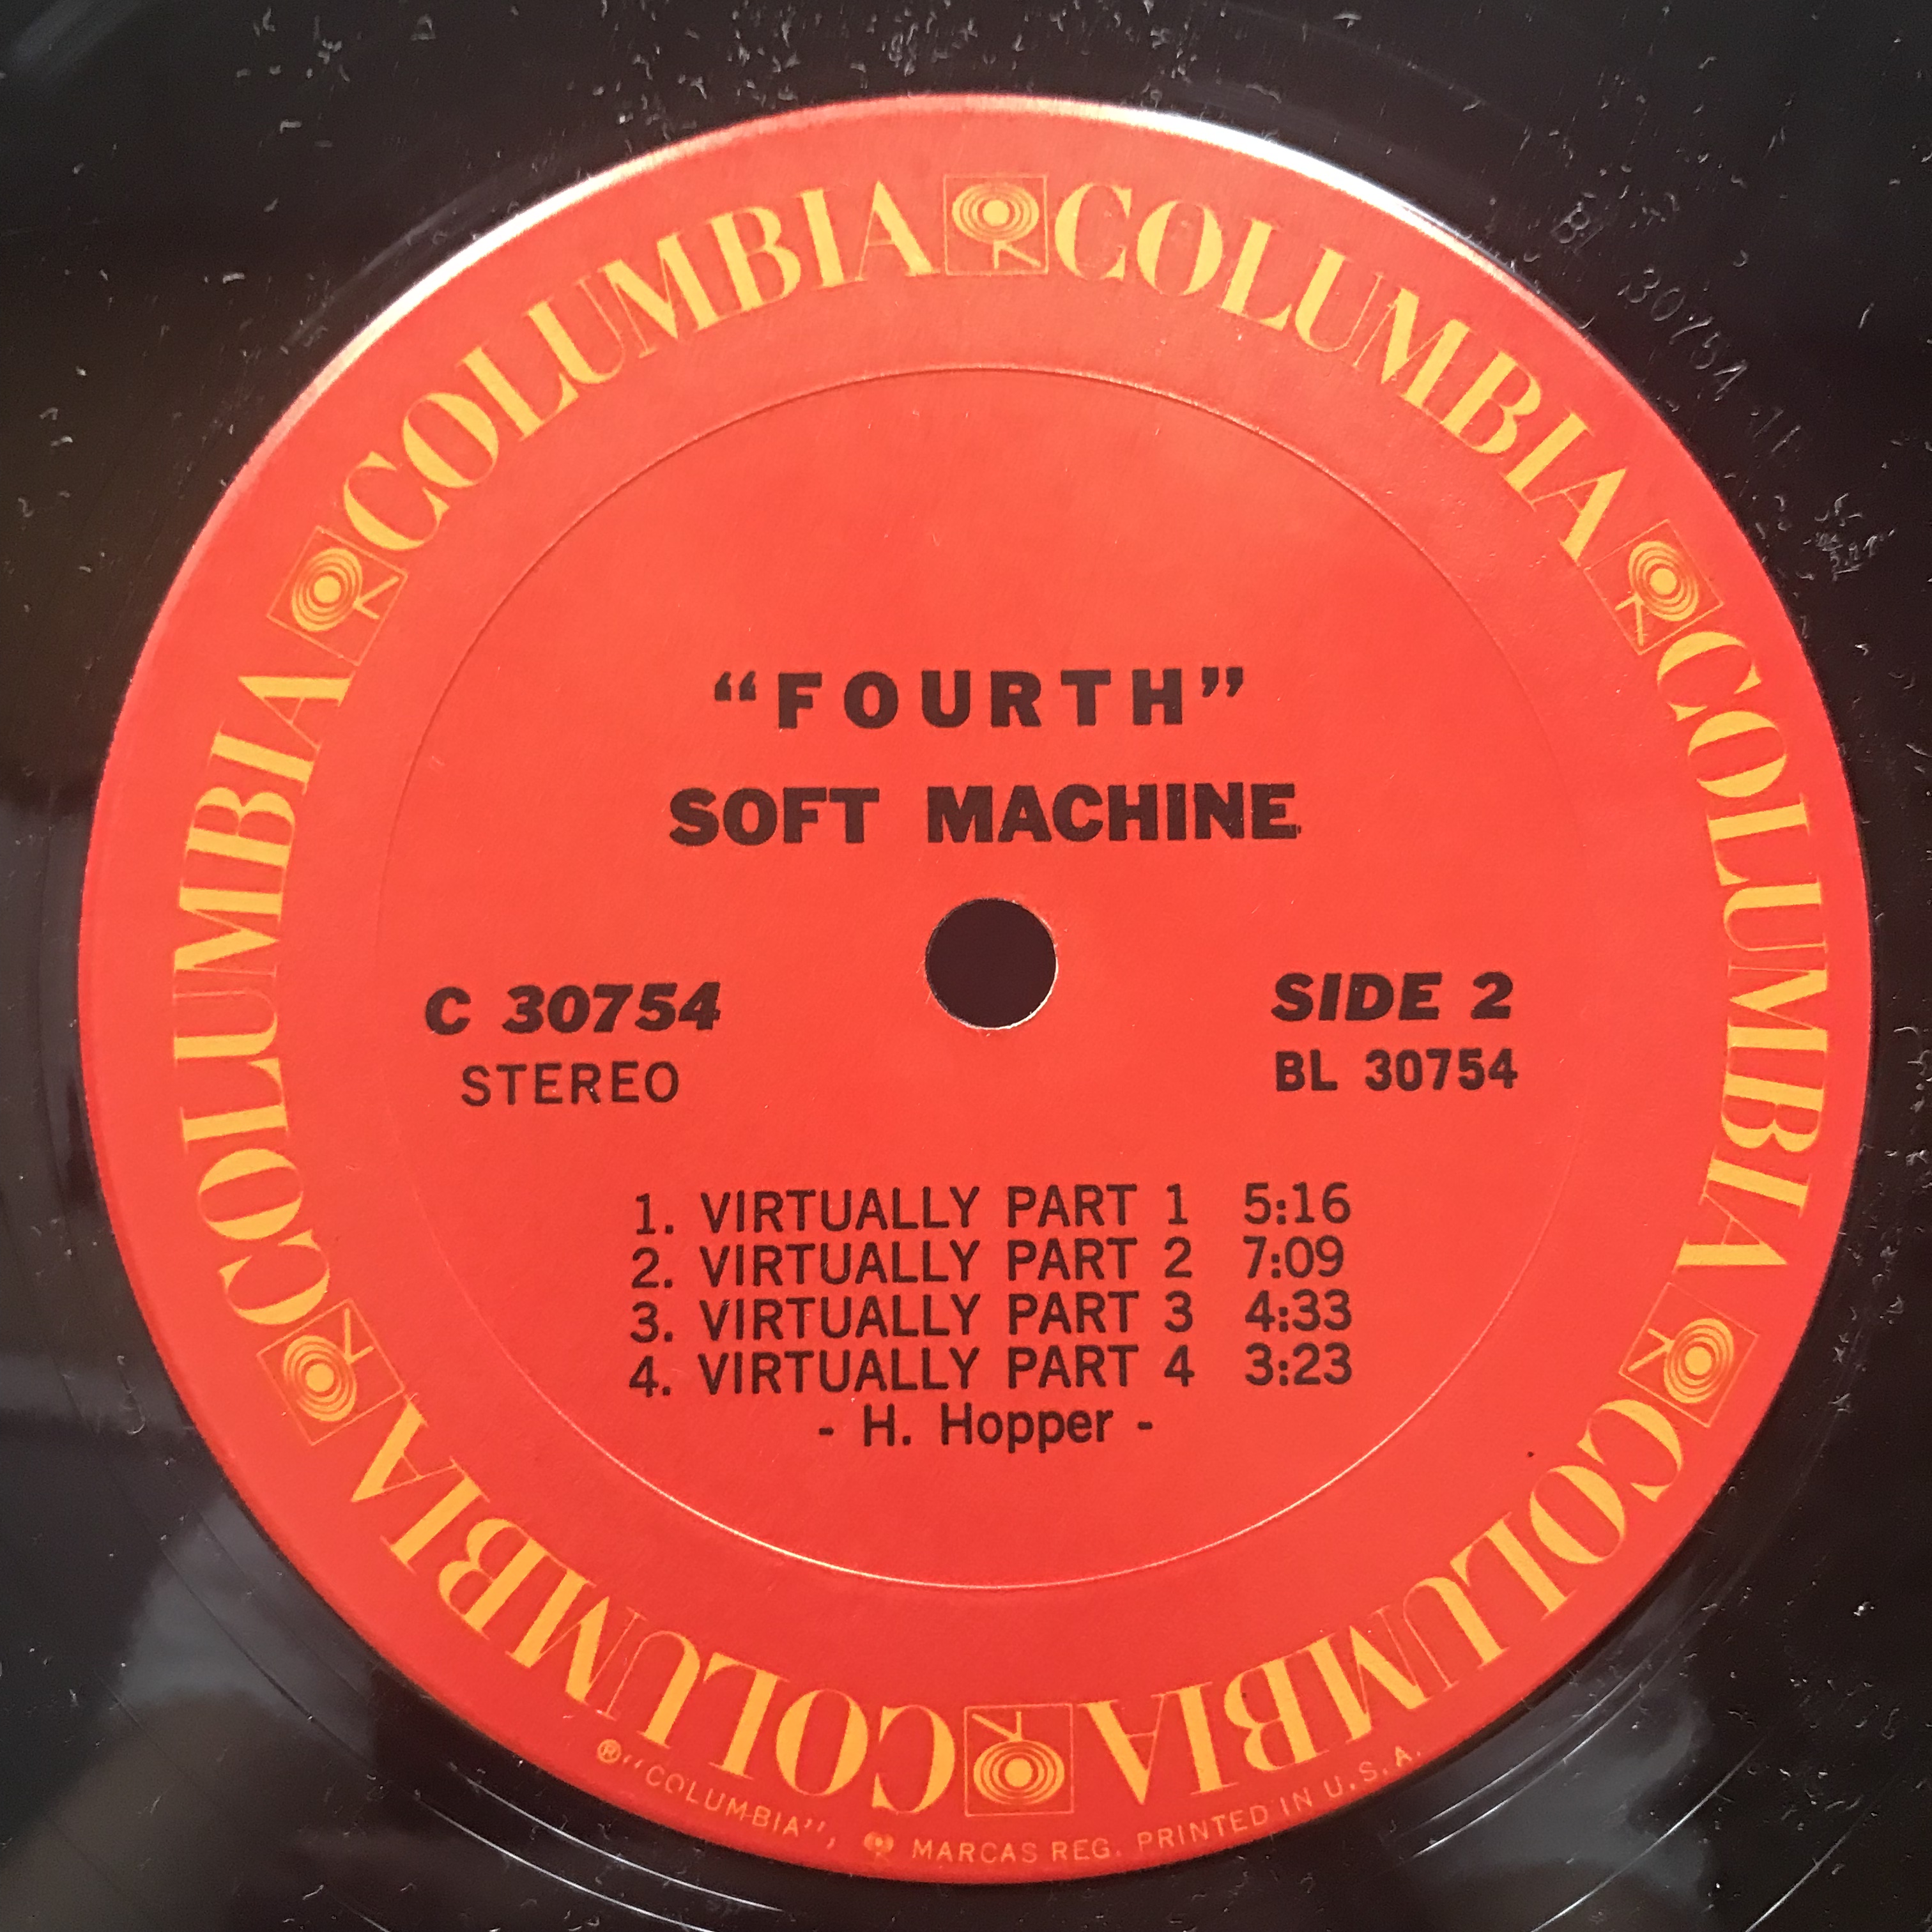 COLUMBIA COLUMBIA COLUMBIA COLUMBIA COLUMBIA COLUMBIA
"FOURTH"
SOFT MACHINE
C 30754
STEREO
SIDE 2
BL 30754
1. VIRTUALLY PART 1 5:16
2. VIRTUALLY PART 2 7:09
3. VIRTUALLY PART 3 4:33
4. VIRTUALLY PART 4 3:23
- H. Hopper -
® "COLUMBIA", MARCAS REG. PRINTED IN U.S.A.
BL 30754